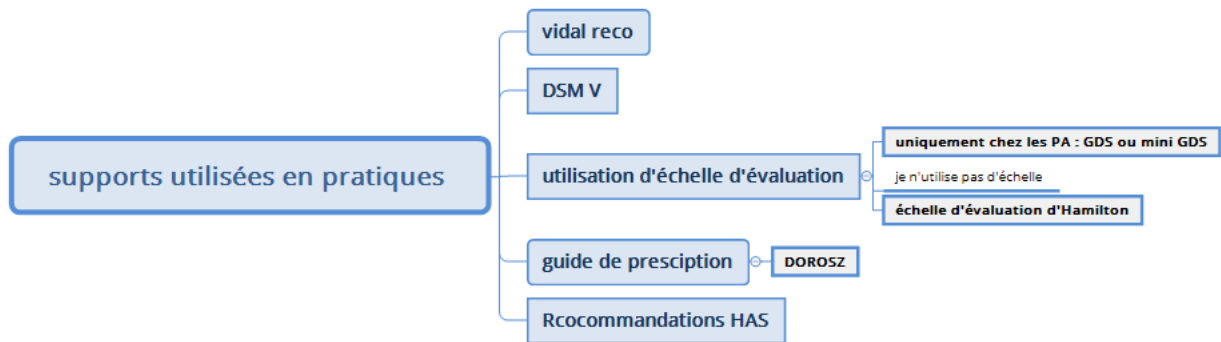 supports utilisées en pratiques
vidal reco
DSM V
utilisation d'échelle d'évaluation
uniquement chez les PA : GDS ou mini GDS
je n'utilise pas d'échelle
échelle d'évaluation d'Hamilton
guide de presciption
DOROSZ
Rcocommandations HAS